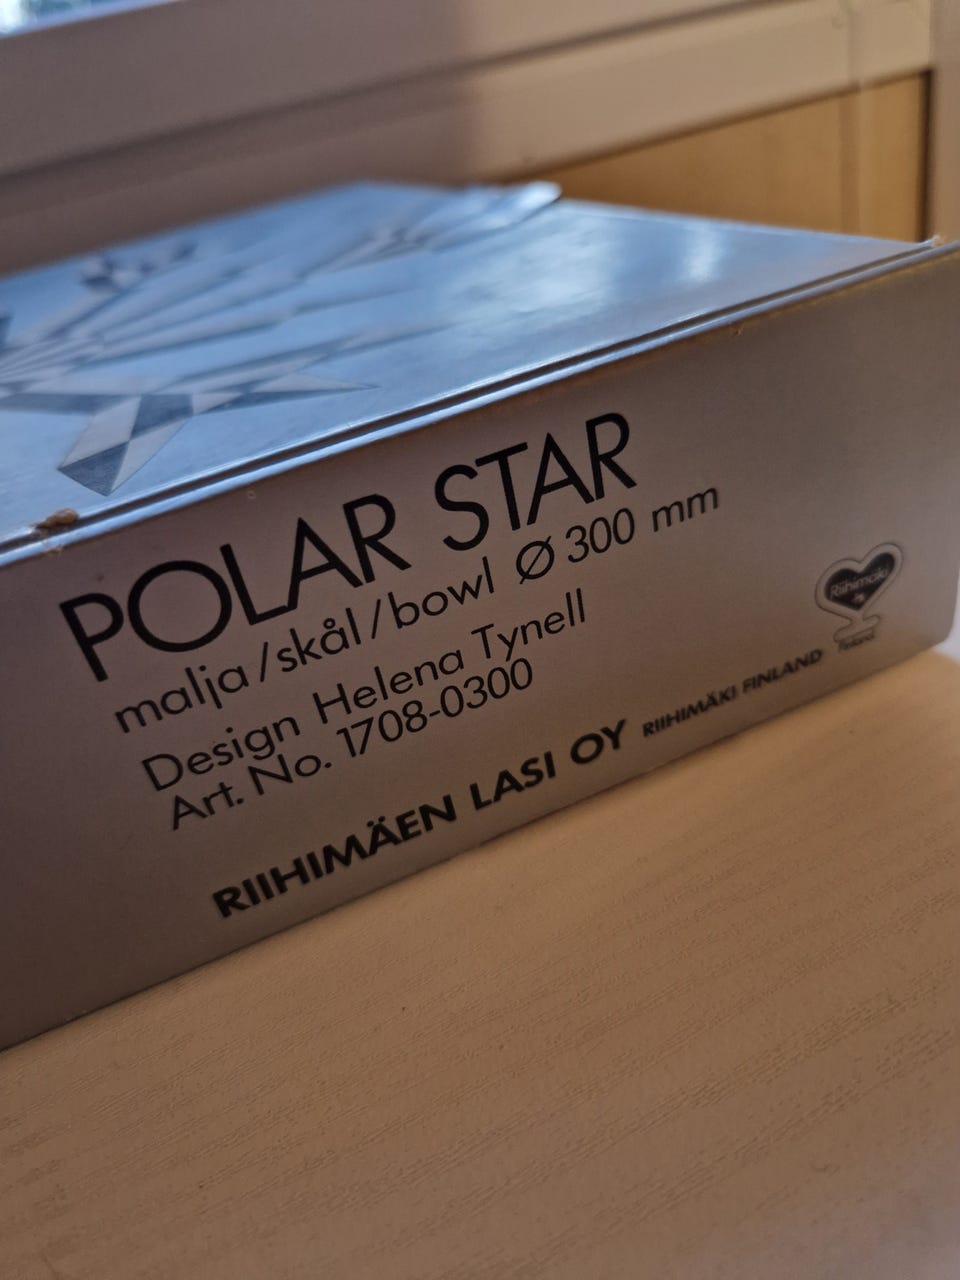 POLAR STAR
malja/skål/bowl Ø 300 mm
Design Helena Tynell
Art. No. 1708-0300
RIIHIMÄEN LASI OY RIIHIMÄKI FINLAND
Riihimäki
Finland